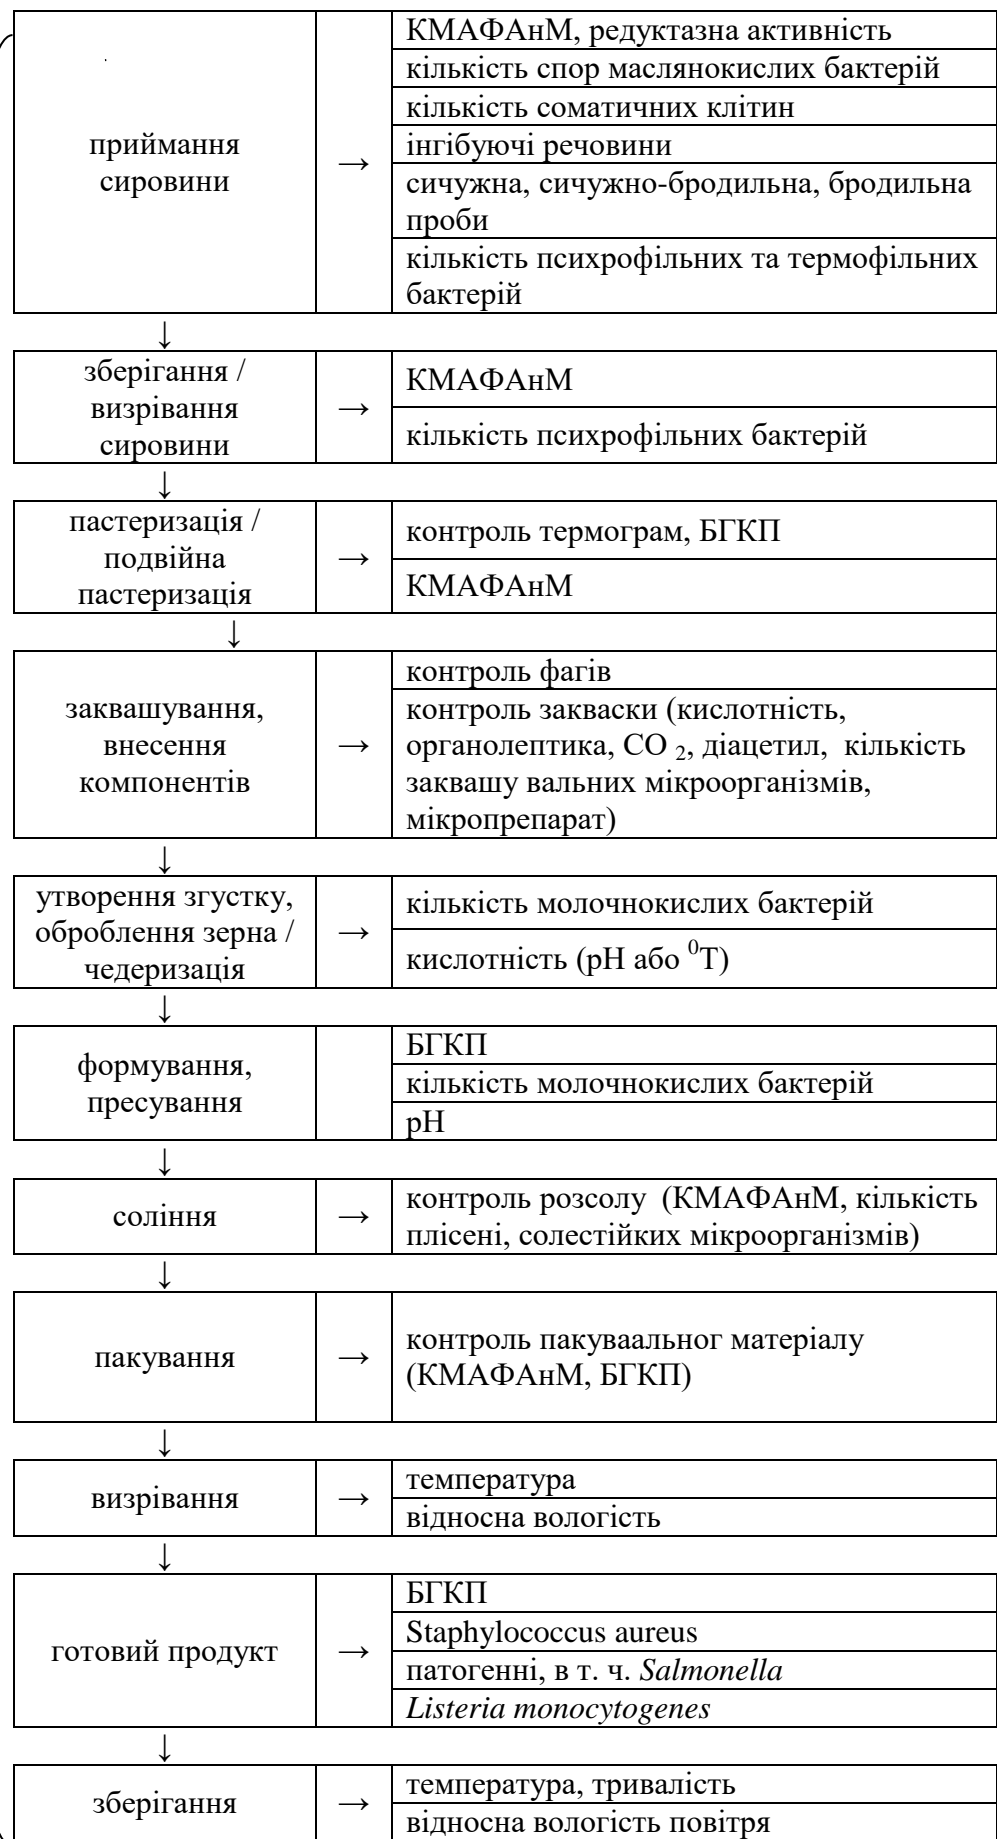 приймання
сировини
→
КМАФАнМ, редуктазна активність
кількість спор маслянокислих бактерій
кількість соматичних клітин
інгібуючі речовини
сичужна, сичужно-бродильна, бродильна
проби
кількість психрофільних та термофільних
бактерій
↓
зберігання /
визрівання
сировини
→
КМАФАнМ
кількість психрофільних бактерій
↓
пастеризація /
подвійна
пастеризація
→
контроль термограм, БГКП
КМАФАнМ
↓
заквашування,
внесення
компонентів
→
контроль фагів
контроль закваски (кислотність,
органолептика, СО 2, діацетил, кількість
заквашу вальних мікроорганізмів,
мікропрепарат)
↓
утворення згустку,
оброблення зерна /
чедеризація
→
кількість молочнокислих бактерій
кислотність (рН або ⁰Т)
↓
формування,
пресування
БГКП
кількість молочнокислих бактерій
рН
↓
соління
→
контроль розсолу (КМАФАнМ, кількість
плісені, солестійких мікроорганізмів)
↓
пакування
→
контроль пакуваальног матеріалу
(КМАФАнМ, БГКП)
↓
визрівання
→
температура
відносна вологість
↓
готовий продукт
→
БГКП
Staphylococcus aureus
патогенні, в т. ч. Salmonella
Listeria monocytogenes
↓
зберігання
→
температура, тривалість
відносна вологість повітря